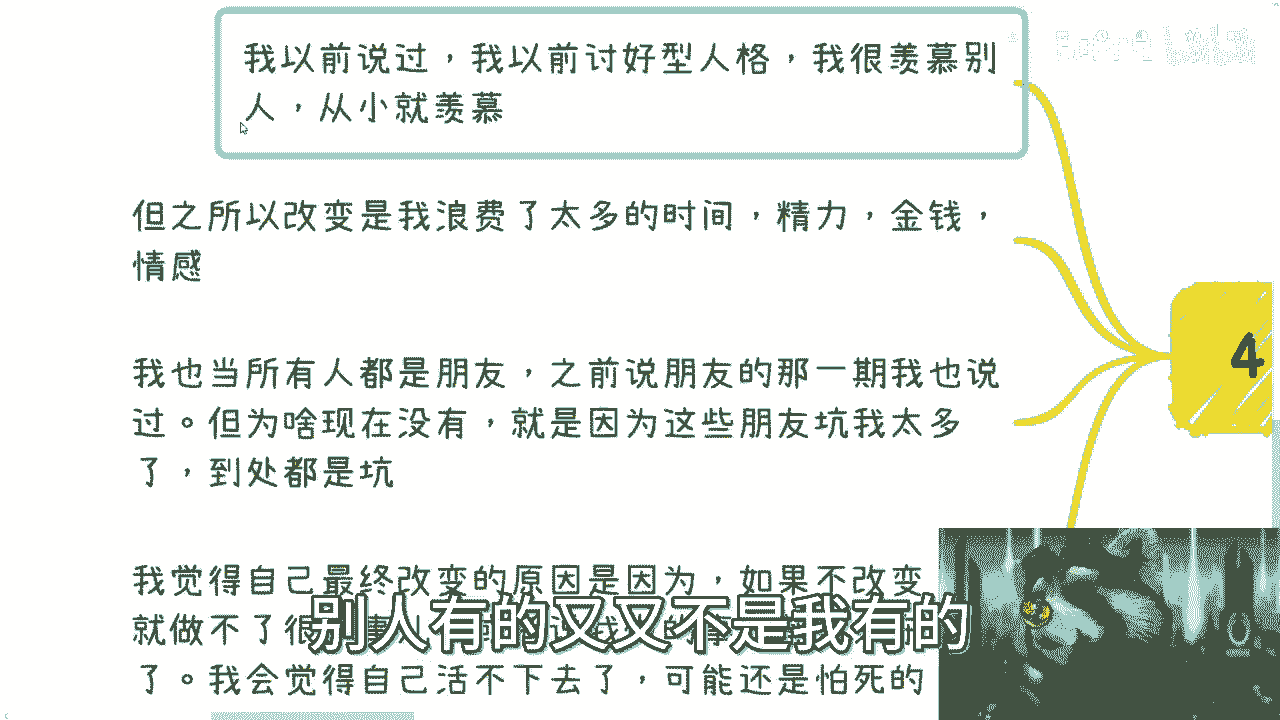 我以前说过，我以前讨好型人格，我很羡慕别
人，从小就羡慕
但之所以改变是我浪费了太多的时间，精力，金钱，
情感
我也当所有人都是朋友，之前说朋友的那一期我也说
过。但为啥现在没有，就是因为这些朋友坑我太多
了，到处都是坑
4
我觉得自己最终改变的原因是因为，如果不改变
就做不了很
了。我会觉得自己活不下去了，可能还是怕死的
别人有的又又不是我有的